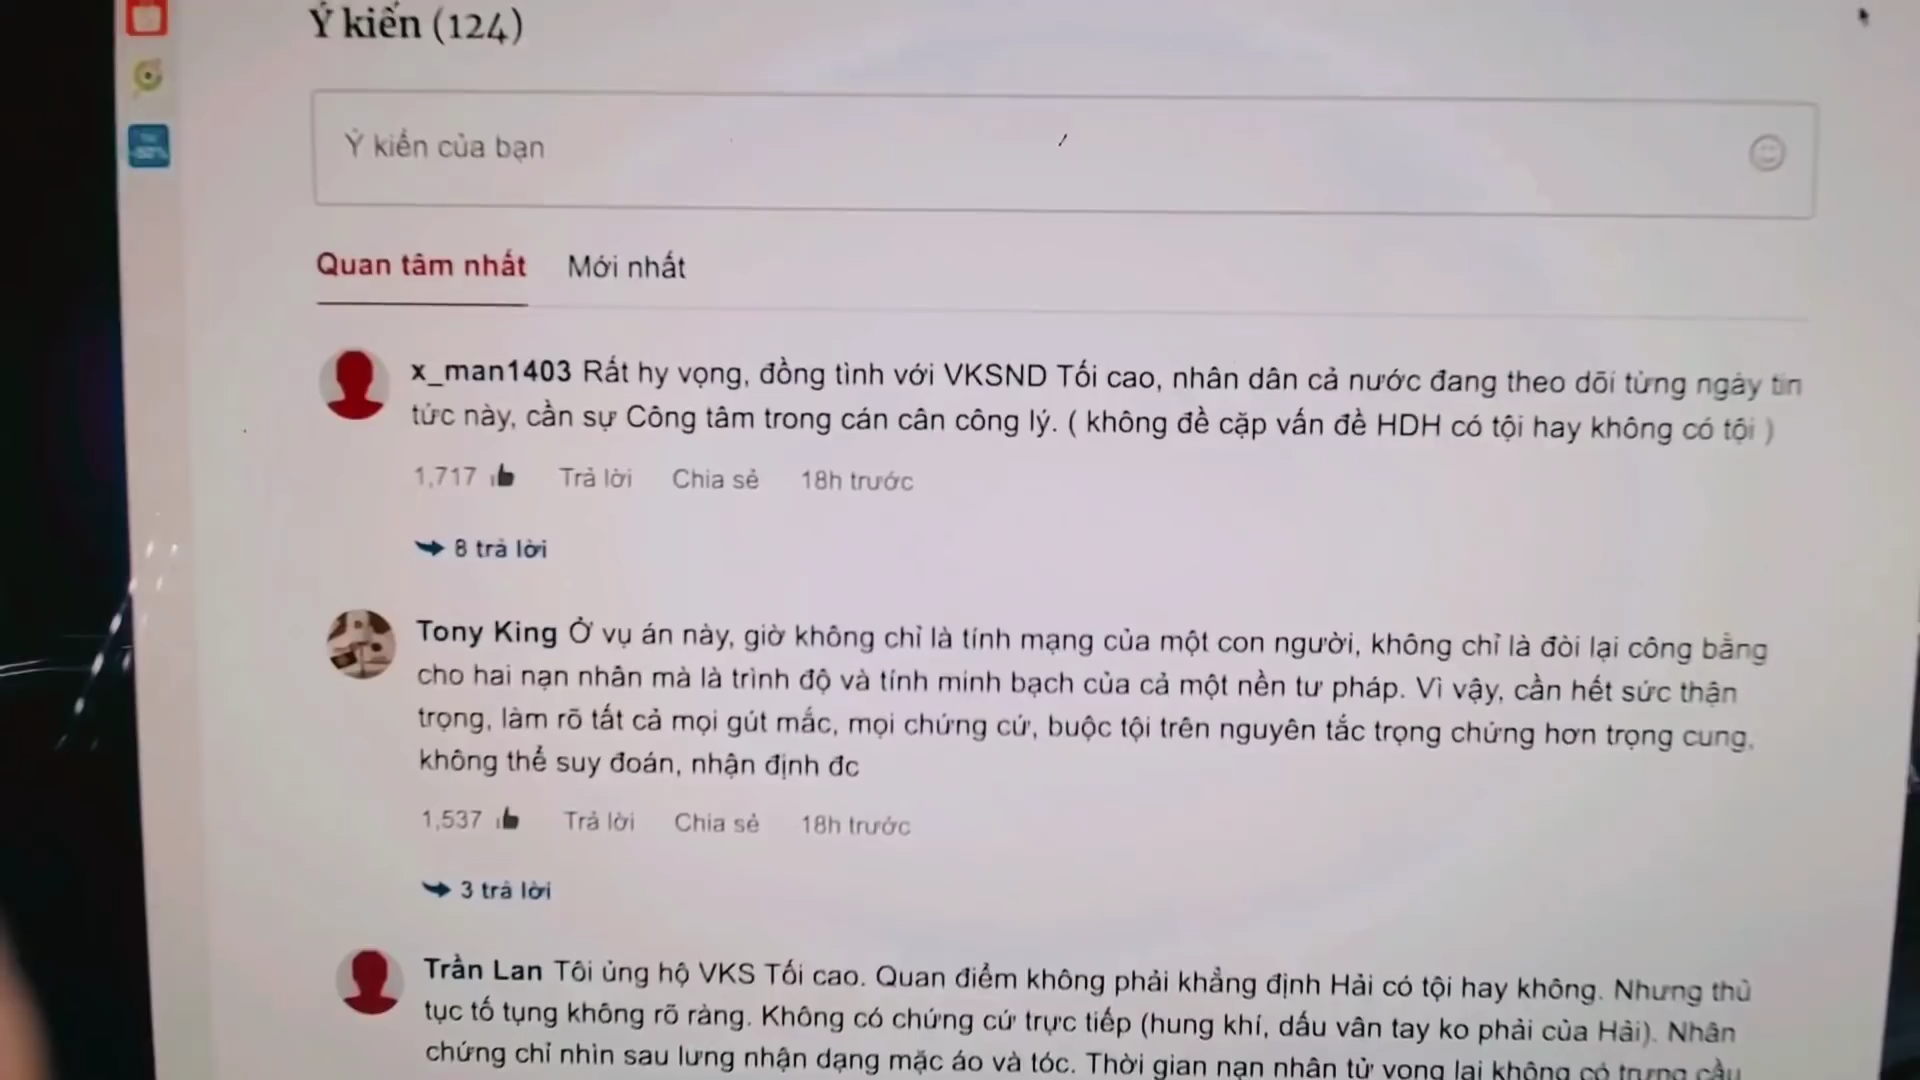 Ý kiến (124)
Ý kiến của bạn
Quan tâm nhất Mới nhất
x_man1403 Rất hy vọng, đồng tình với VKSND Tối cao, nhân dân cả nước đang theo dõi từng ngày tin
tức này, cần sự Công tâm trong cán cân công lý. ( không đề cặp vấn đề HDH có tội hay không có tội )
1,717 Trả lời Chia sẻ 18h trước
8 trả lời
Tony King Ở vụ án này, giờ không chỉ là tính mạng của một con người, không chỉ là đòi lại công bằng
cho hai nạn nhân mà là trình độ và tính minh bạch của cả một nền tư pháp. Vì vậy, cần hết sức thận
trọng, làm rõ tất cả mọi gút mắc, mọi chứng cứ, buộc tội trên nguyên tắc trọng chứng hơn trọng cung,
không thể suy đoán, nhận định đc
1,537 Trả lời Chia sẻ 18h trước
3 trả lời
Trần Lan Tôi ủng hộ VKS Tối cao. Quan điểm không phải khẳng định Hải có tội hay không. Nhưng thủ
tục tố tụng không rõ ràng. Không có chứng cứ trực tiếp (hung khí, dấu vân tay ko phải của Hải). Nhân
chứng chỉ nhìn sau lưng nhận dạng mặc áo và tóc. Thời gian nạn nhân tử vong lại không có trưng cầu